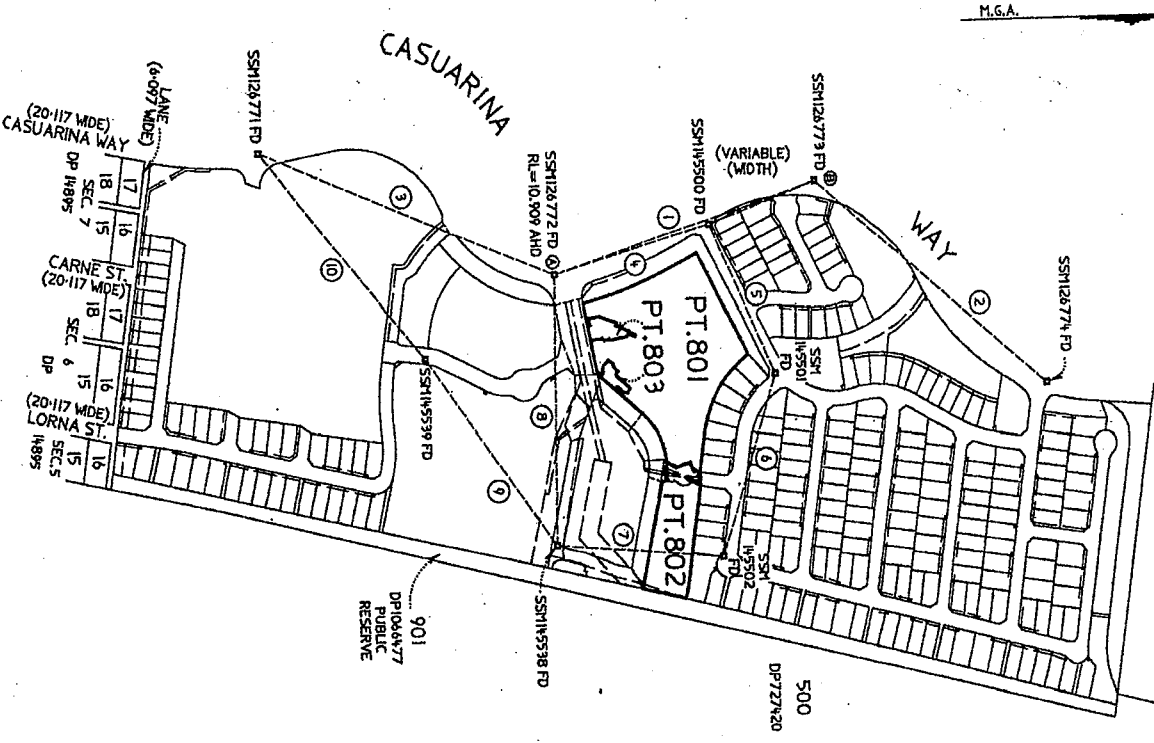 M.G.A.
CASUARINA
WAY
SSM126771 FD
SSM126772 FD
RL=10.909 AHD
A
SSM145500 FD
(VARIABLE)
(WIDTH)
SSM126773 FD
B
SSM126774 FD
1
2
3
4
5
6
7
8
9
10
SSM
145501
FD
SSM
145502
FD
PT.801
PT.803
PT.802
SSM145539 FD
SSM145538 FD
LANE
(6·097 WIDE)
(20·117 WIDE)
CASUARINA WAY
17
18
16
15
SEC. 7
DP 14895
CARNE ST.
(20·117 WIDE)
17
18
16
15
SEC. 6
DP
(20·117 WIDE)
LORNA ST.
16
15
SEC. 5
14895
901
DP1066477
PUBLIC
RESERVE
500
DP727420